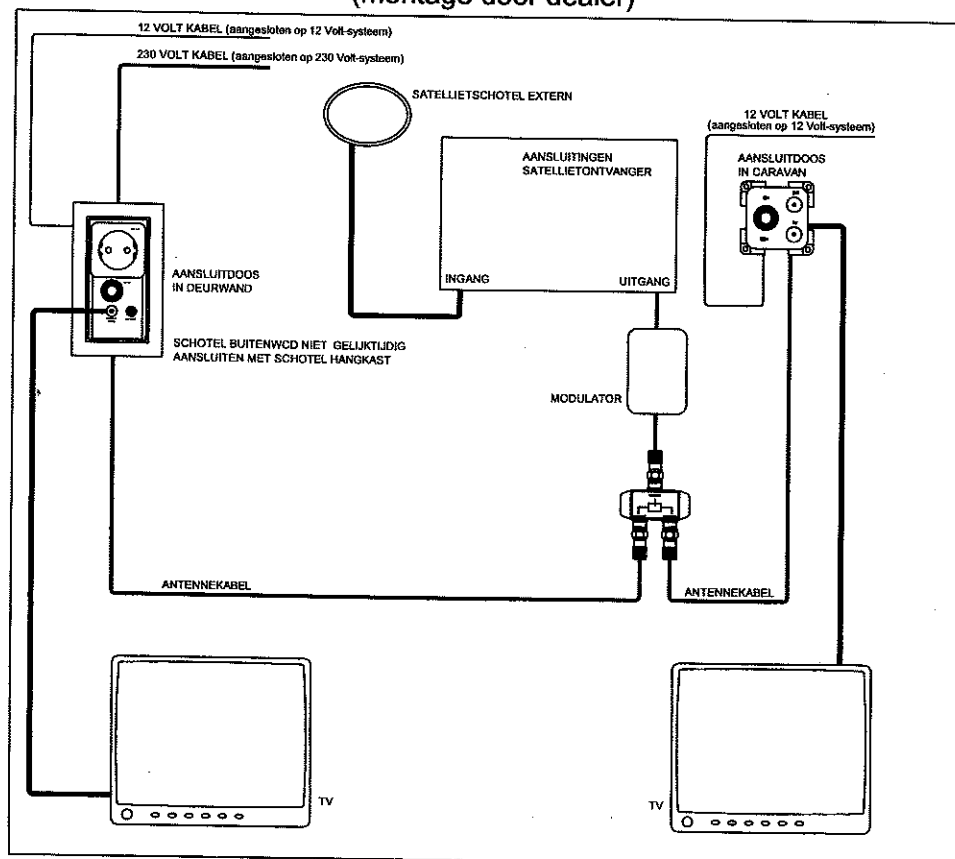 (montage door dealer)
12 VOLT KABEL (aangesloten op 12 Volt-systeem)
230 VOLT KABEL (aangesloten op 230 Volt-systeem)
SATELLIETSCHOTEL EXTERN
12 VOLT KABEL
(aangesloten op 12 Volt-systeem)
AANSLUITINGEN
SATELLIETONTVANGER
AANSLUITDOOS
IN CARAVAN
AANSLUITDOOS
IN DEURWAND
INGANG
UITGANG
SCHOTEL BUITENWCD NIET GELIJKTIJDIG
AANSLUITEN MET SCHOTEL HANGKAST
MODULATOR
ANTENNEKABEL
ANTENNEKABEL
TV
TV